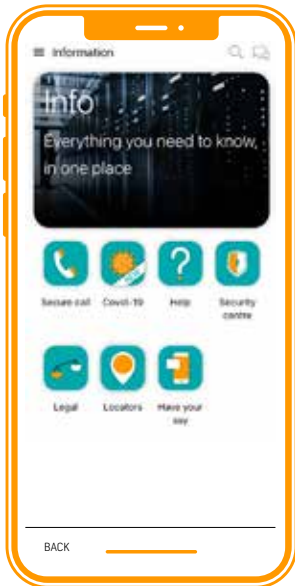 Information
Info
Everything you need to know,
in one place
Secure call
Covid-19
Help
Security
centre
Legal
Locators
Have your
say
BACK